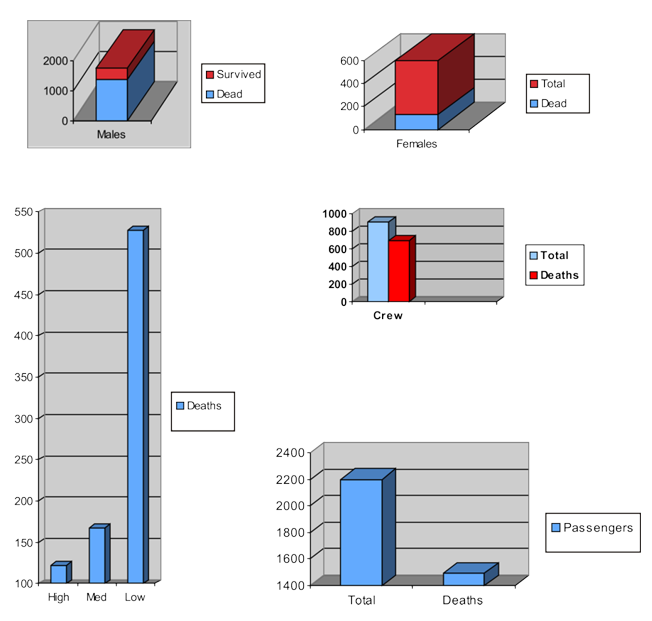 2000
1000
0
Males
Survived
Dead
600
400
200
0
Females
Total
Dead
550
500
450
400
350
300
250
200
150
100
High Med Low
Deaths
1000
800
600
400
200
0
Crew
Total
Deaths
2400
2200
2000
1800
1600
1400
Total Deaths
Passengers